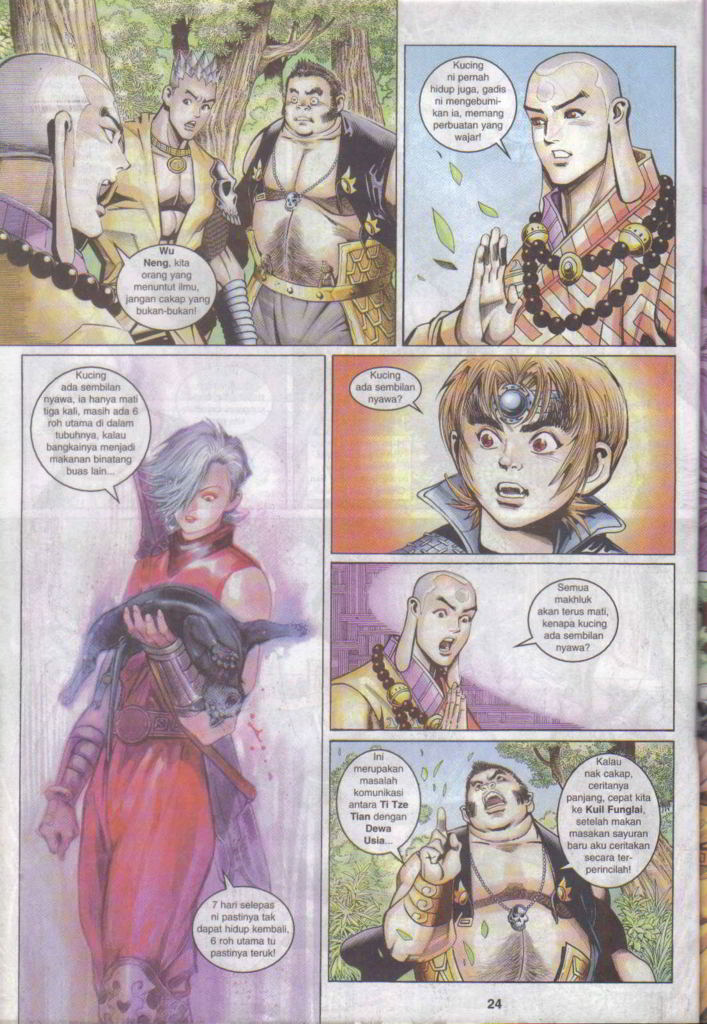 Wu
Neng, kita
orang yang
menuntut ilmu,
jangan cakap yang
bukan-bukan!
Kucing
ni pernah
hidup juga, gadis
ni mengebumi-
kan ia, memang
perbuatan yang
wajar!
Kucing
ada sembilan
nyawa, ia hanya mati
tiga kali, masih ada 6
roh utama di dalam
tubuhnya, kalau
bangkainya menjadi
makanan binatang
buas lain...
7 hari selepas
ni pastinya tak
dapat hidup kembali,
6 roh utama tu
pastinya teruk!
Kucing
ada sembilan
nyawa?
Semua
makhluk
akan terus mati,
kenapa kucing
ada sembilan
nyawa?
Ini
merupakan
masalah
komunikasi
antara Ti Tze
Tian dengan
Dewa
Usia...
Kalau
nak cakap,
ceritanya
panjang, cepat kita
ke Kuil Funglai,
setelah makan
masakan sayuran
baru aku ceritakan
secara ter-
perincilah!
24